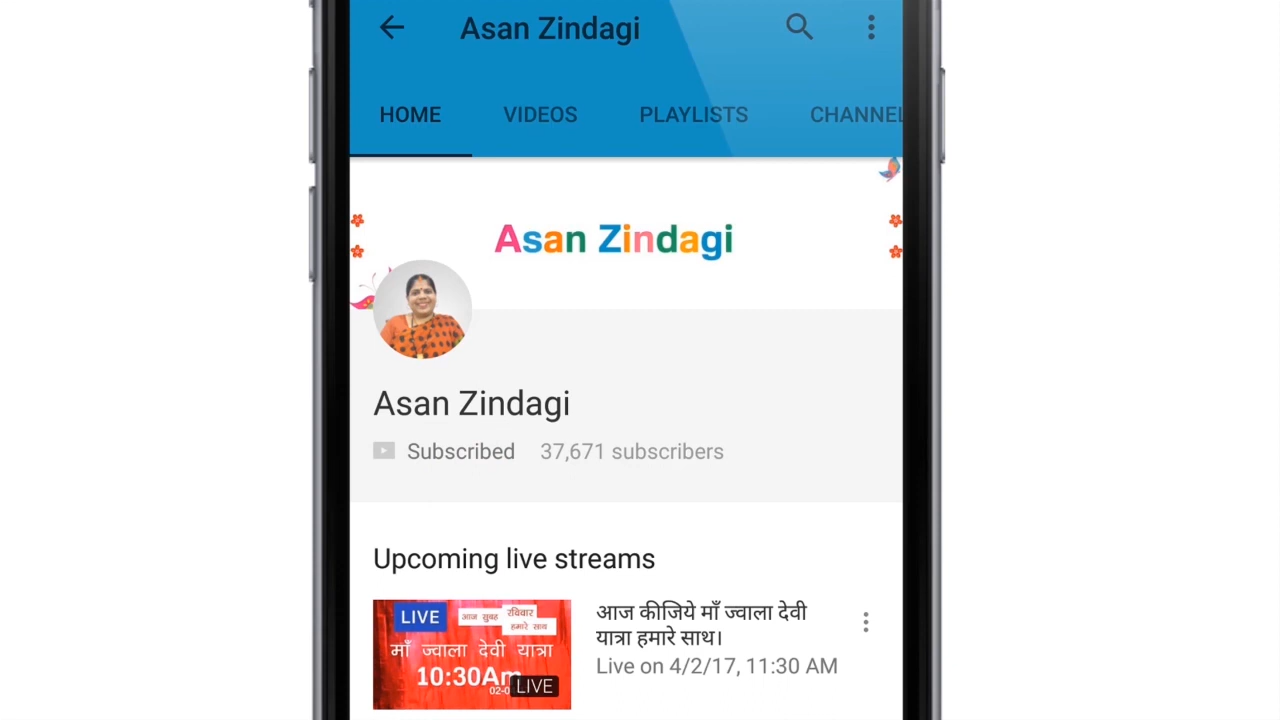 Asan Zindagi
HOME VIDEOS PLAYLISTS CHANNEL
Asan Zindagi
Asan Zindagi
Subscribed 37,671 subscribers
Upcoming live streams
LIVE
आज सुबह
रविवार
हमारे साथ
माँ ज्वाला देवी यात्रा
10:30Am
LIVE
आज कीजिये माँ ज्वाला देवी
यात्रा हमारे साथ।
Live on 4/2/17, 11:30 AM